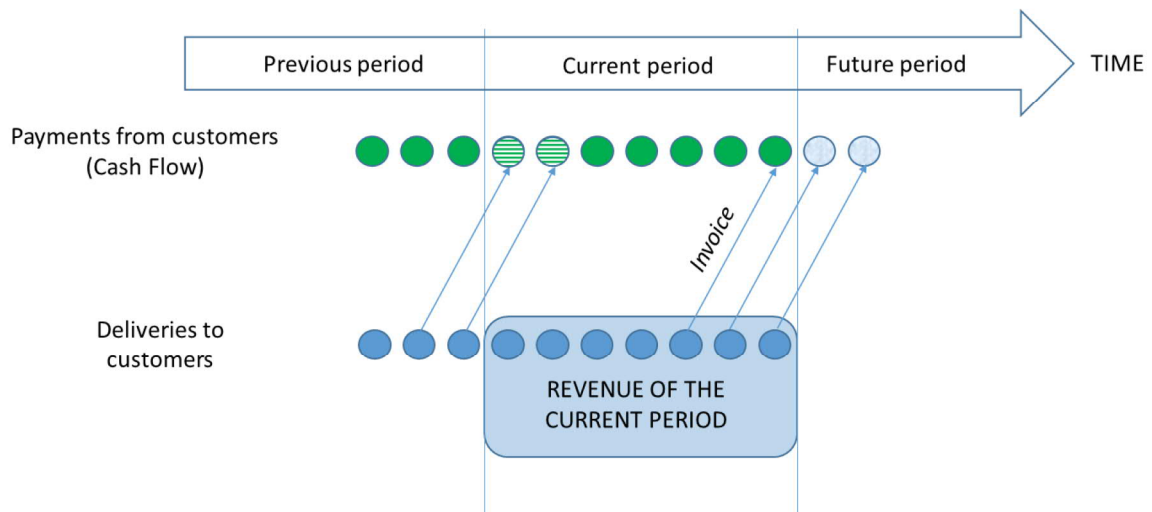 Previous period
Current period
Future period
TIME
Payments from customers
(Cash Flow)
Invoice
Deliveries to
customers
REVENUE OF THE
CURRENT PERIOD